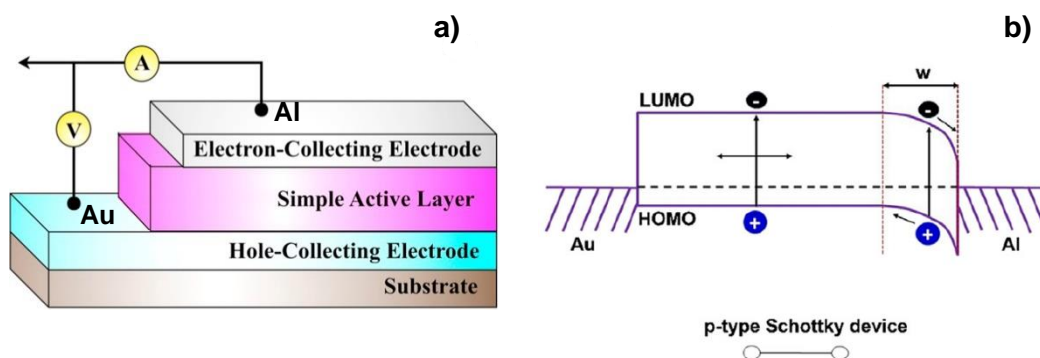 a)
A
Al
Electron-Collecting Electrode
V
Simple Active Layer
Au
Hole-Collecting Electrode
Substrate
b)
w
LUMO
-
-
HOMO
+
+
Au
Al
p-type Schottky device